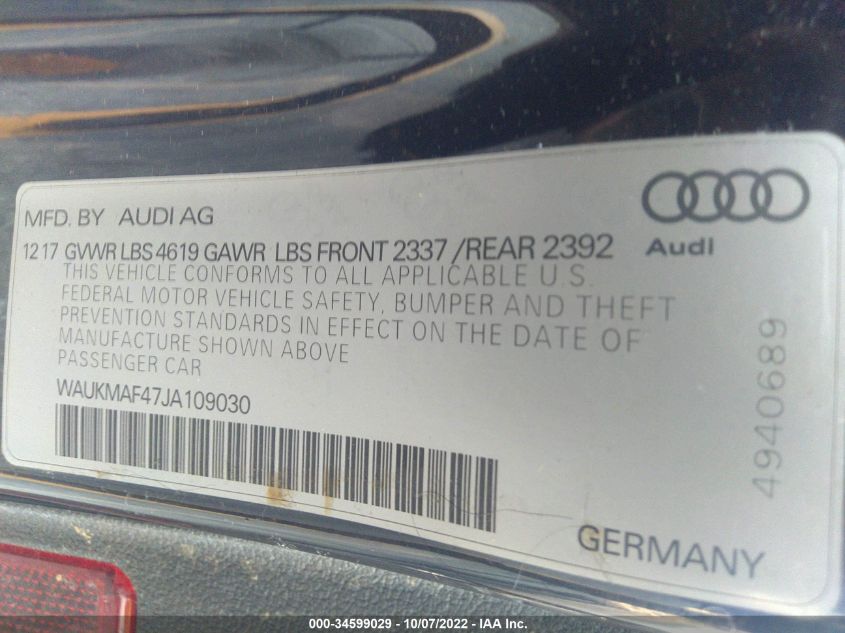 MFD. BY AUDI AG
12 17 GVWR LBS 4619 GAWR LBS FRONT 2337 /REAR 2392
Audi
THIS VEHICLE CONFORMS TO ALL APPLICABLE U.S.
FEDERAL MOTOR VEHICLE SAFETY, BUMPER AND THEFT
PREVENTION STANDARDS IN EFFECT ON THE DATE OF
MANUFACTURE SHOWN ABOVE
PASSENGER CAR
WAUKMAF47JA109030
4940689
GERMANY
000-34599029 - 10/07/2022 - IAA Inc.